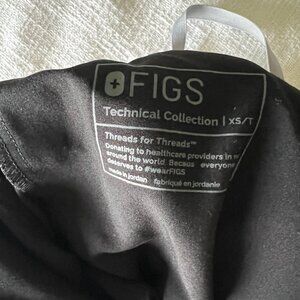 FIGS
Technical Collection | XS/T
Threads for Threads™
Donating to healthcare providers in
around the world. Becaus everyone
deserves to #wearFIGS
made in jordan fabriqué en jordanie